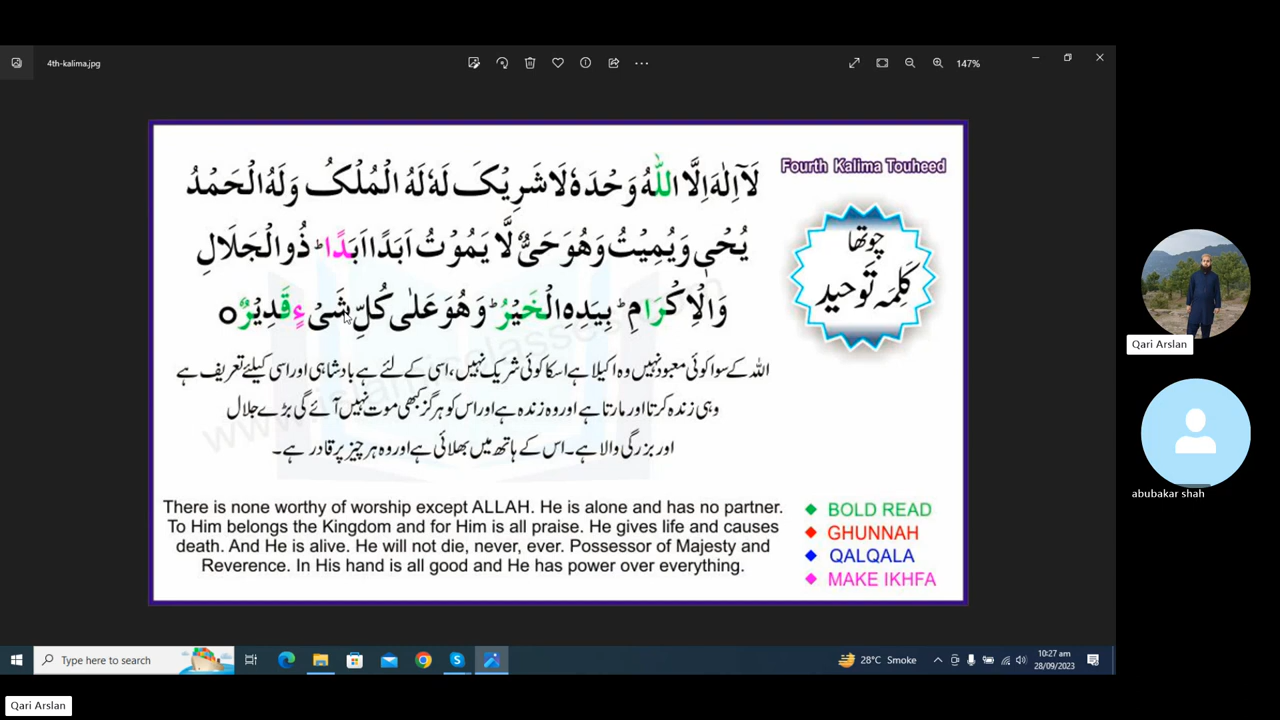 4th-kalima.jpg
147%
Fourth Kalima Touheed
چوتھا
کَلِمَہ تَوحید
لَآ اِلٰهَ اِلَّا اللّٰهُ وَحْدَهٗ لَا شَرِيْكَ لَهٗ لَهُ الْمُلْكُ وَلَهُ الْحَمْدُ
يُحْىٖ وَيُمِيْتُ وَهُوَ حَىٌّ لَّا يَمُوْتُ اَبَدًا اَبَدًا ؕ ذُو الْجَلَالِ
وَالْاِكْرَامِ ؕ بِيَدِهِ الْخَيْرُ ؕ وَهُوَ عَلٰى كُلِّ شَىْءٍ قَدِيْرٌ ○
اللہ کے سوا کوئی معبود نہیں وہ اکیلا ہے اسکا کوئی شریک نہیں، اسی کے لئے ہے بادشاہی اور اسی کیلئے تعریف ہے
وہی زندہ کرتا اور مارتا ہے اور وہ زندہ ہے اور اس کو ہرگز کبھی موت نہیں آئے گی بڑے جلال
اور بزرگی والا ہے۔ اس کے ہاتھ میں بھلائی ہے اور وہ ہر چیز پر قادر ہے۔
There is none worthy of worship except ALLAH. He is alone and has no partner.
To Him belongs the Kingdom and for Him is all praise. He gives life and causes
death. And He is alive. He will not die, never, ever. Possessor of Majesty and
Reverence. In His hand is all good and He has power over everything.
BOLD READ
GHUNNAH
QALQALA
MAKE IKHFA
Qari Arslan
abubakar shah
Type here to search
28°C Smoke
10:27 am
28/09/2023
Qari Arslan